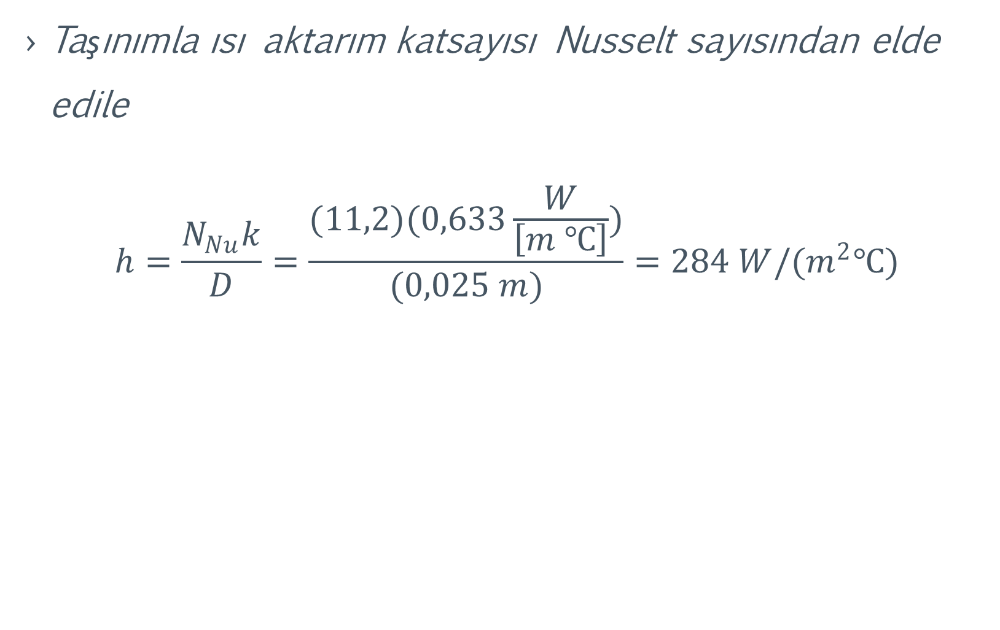 › Taşınımla ısı aktarım katsayısı Nusselt sayısından elde
edile
h = N_Nu k / D = (11,2)(0,633 W/[m °C]) / (0,025 m) = 284 W/(m²°C)